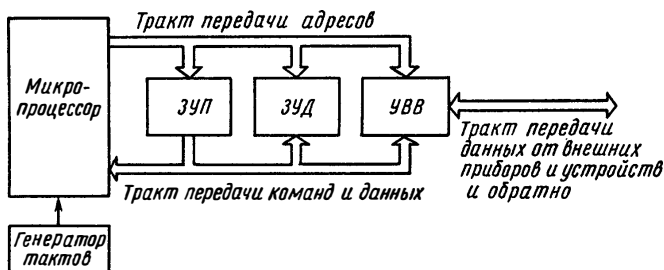 Тракт передачи адресов
Микро-
процессор
ЗУП
ЗУД
УВВ
Тракт передачи
данных от внешних
приборов и устройств
и обратно
Тракт передачи команд и данных
Генератор
тактов